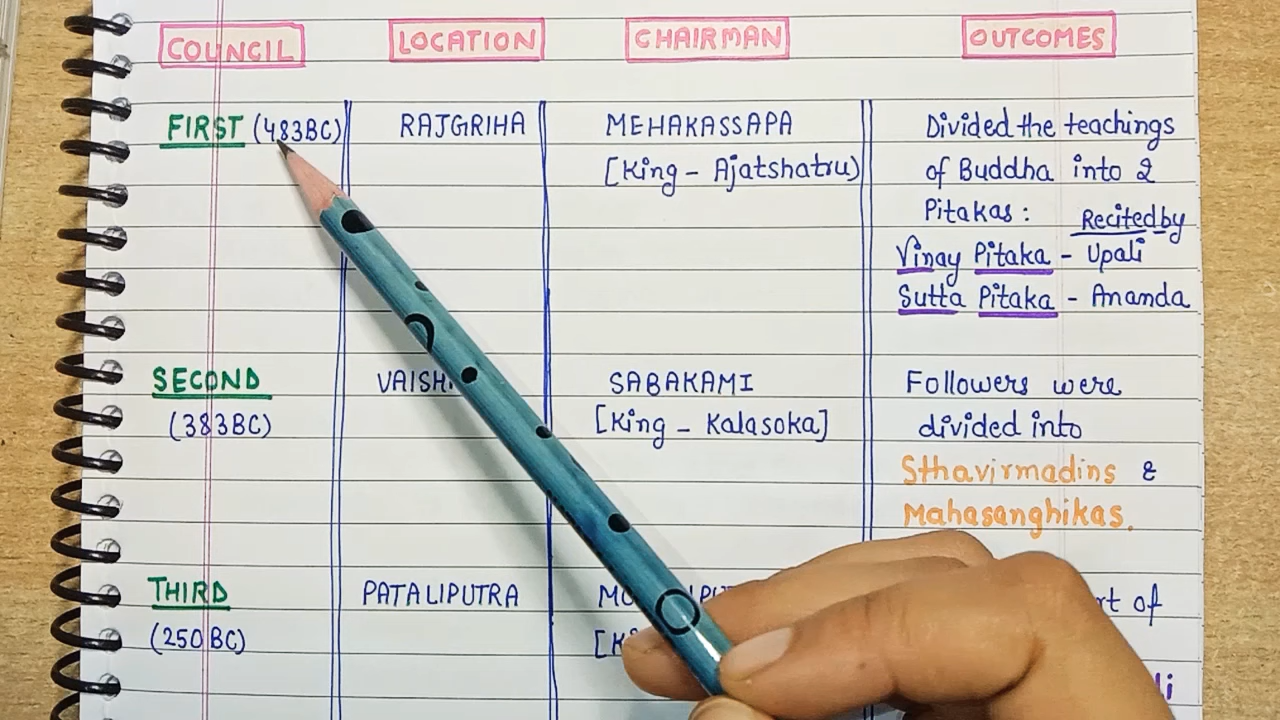 COUNCIL LOCATION CHAIRMAN OUTCOMES
FIRST (483BC) RAJGRIHA MEHAKASSAPA Divided the teachings
[King - Ajatshatru) of Buddha into 2
Pitakas: Recited by
Vinay Pitaka - Upali
Sutta Pitaka - Ananda
SECOND SABAKAMI Followers were
(383BC) [King - Kalasoka] divided into
Sthavirmadins &
Mahasanghikas.
THIRD PATALIPUTRA of
(250BC)